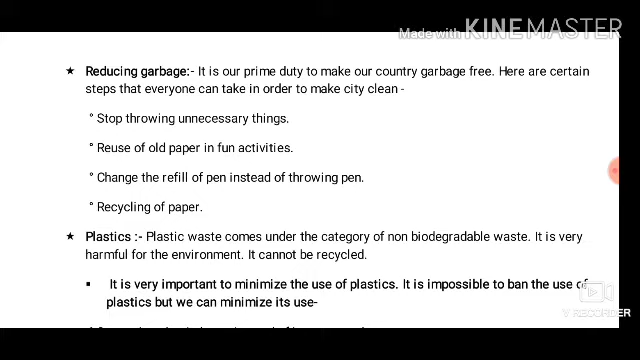 Made with KINEMASTER
★ Reducing garbage:- It is our prime duty to make our country garbage free. Here are certain
steps that everyone can take in order to make city clean -
° Stop throwing unnecessary things.
° Reuse of old paper in fun activities.
° Change the refill of pen instead of throwing pen.
° Recycling of paper.
★ Plastics :- Plastic waste comes under the category of non biodegradable waste. It is very
harmful for the environment. It cannot be recycled.
▪ It is very important to minimize the use of plastics. It is impossible to ban the use of
plastics but we can minimize its use-
V RECORDER